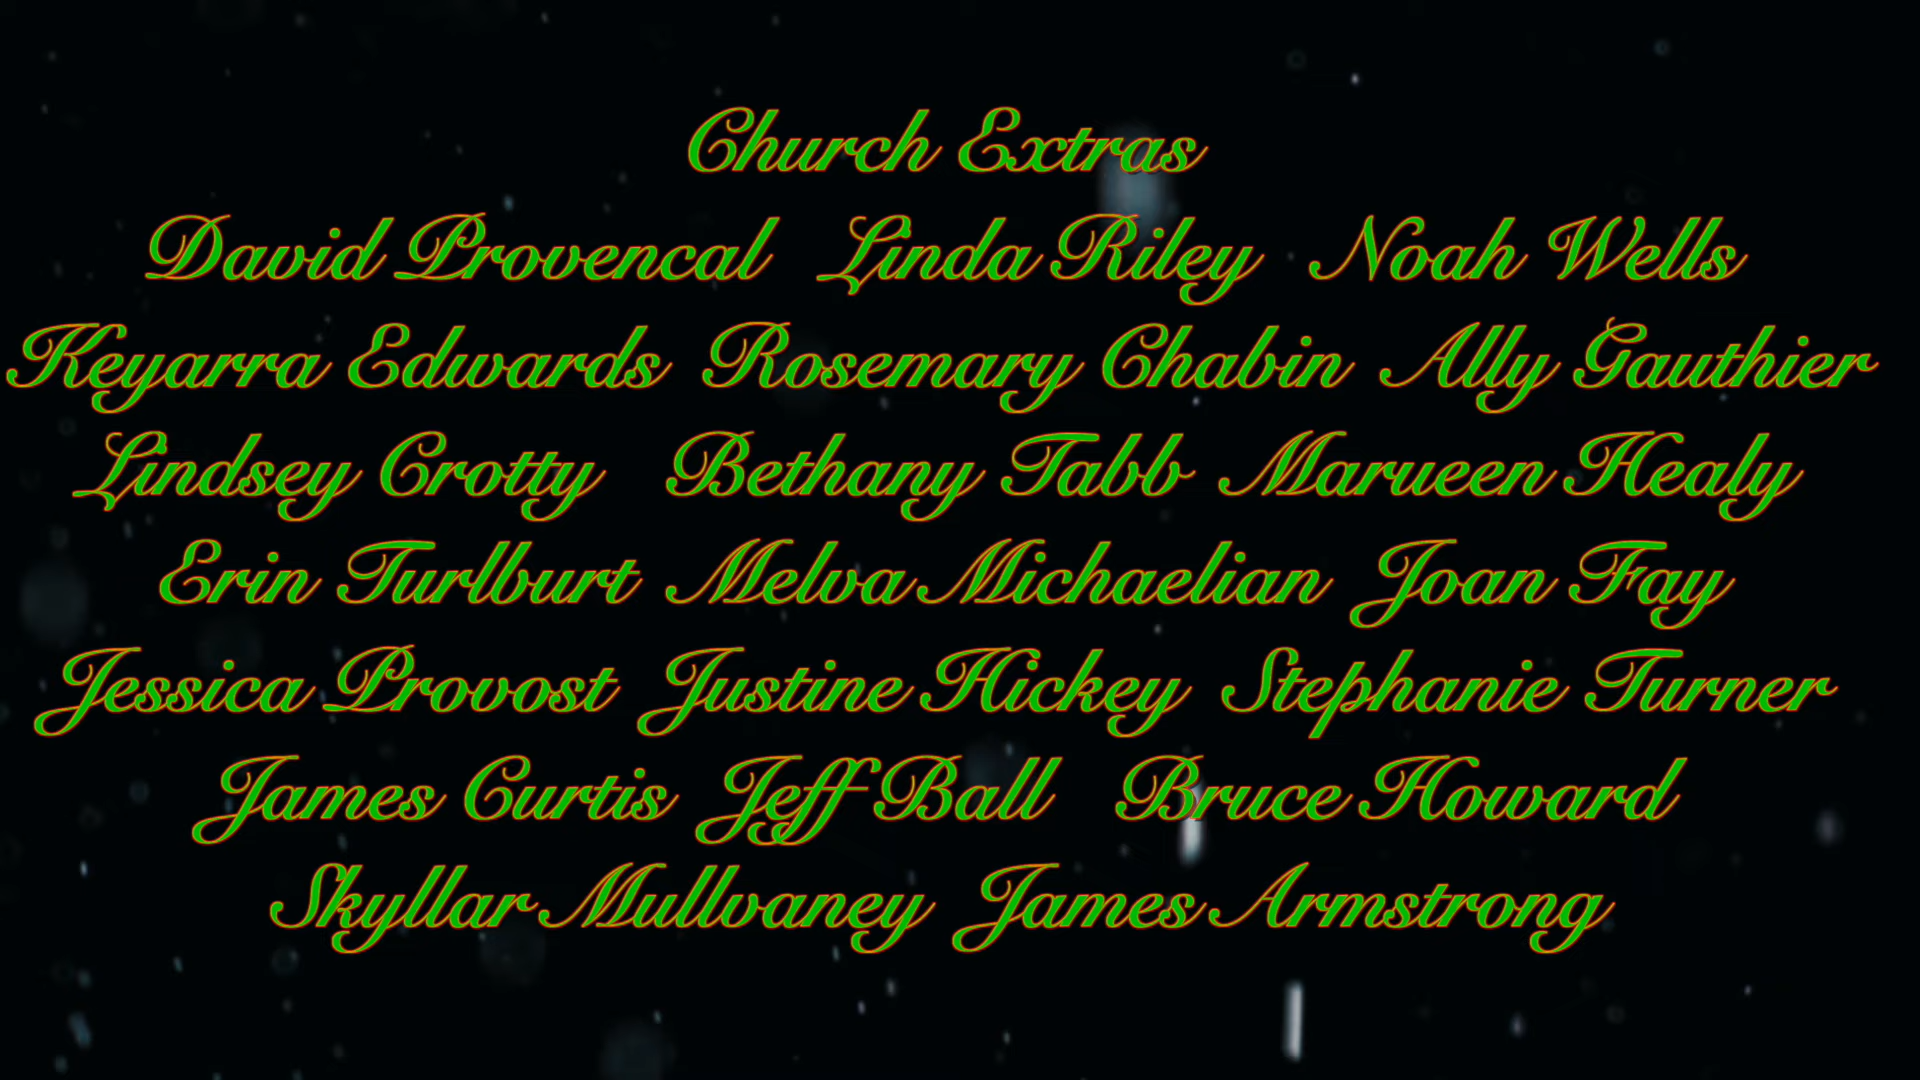 Church Extras
David Provencal Linda Riley Noah Wells
Keyarra Edwards Rosemary Chabin Ally Gauthier
Lindsey Crotty Bethany Tabb Marueen Healy
Erin Turlburt Melva Michaelian Joan Fay
Jessica Provost Justine Hickey Stephanie Turner
James Curtis Jeff Ball Bruce Howard
Skyllar Mullvaney James Armstrong